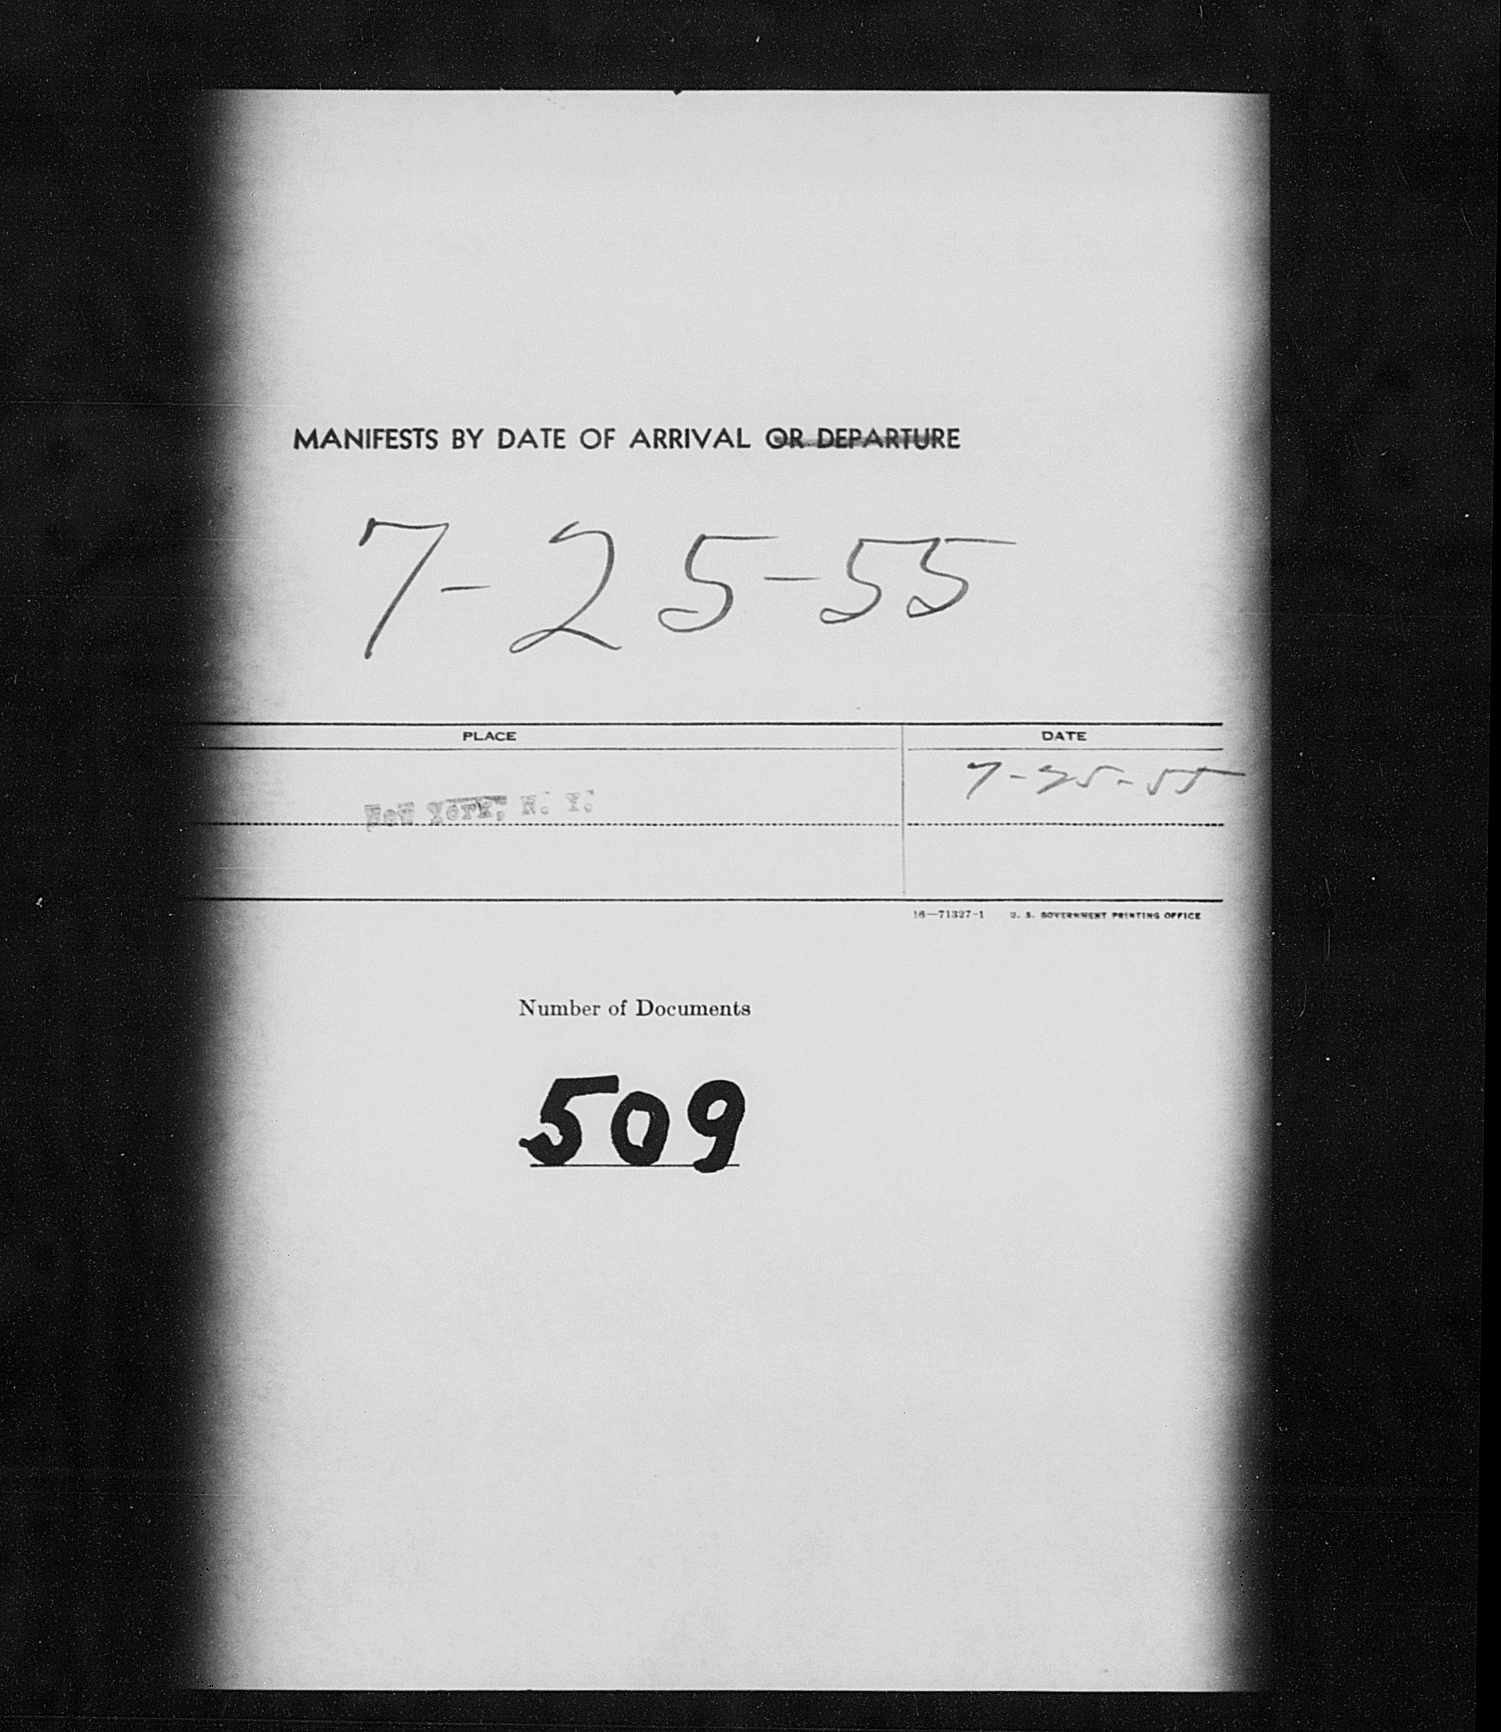 MANIFESTS BY DATE OF ARRIVAL OR DEPARTURE
7-25-55
PLACE DATE
New York, N. Y. 7-25-55
16—71327-1 U. S. GOVERNMENT PRINTING OFFICE
Number of Documents
509